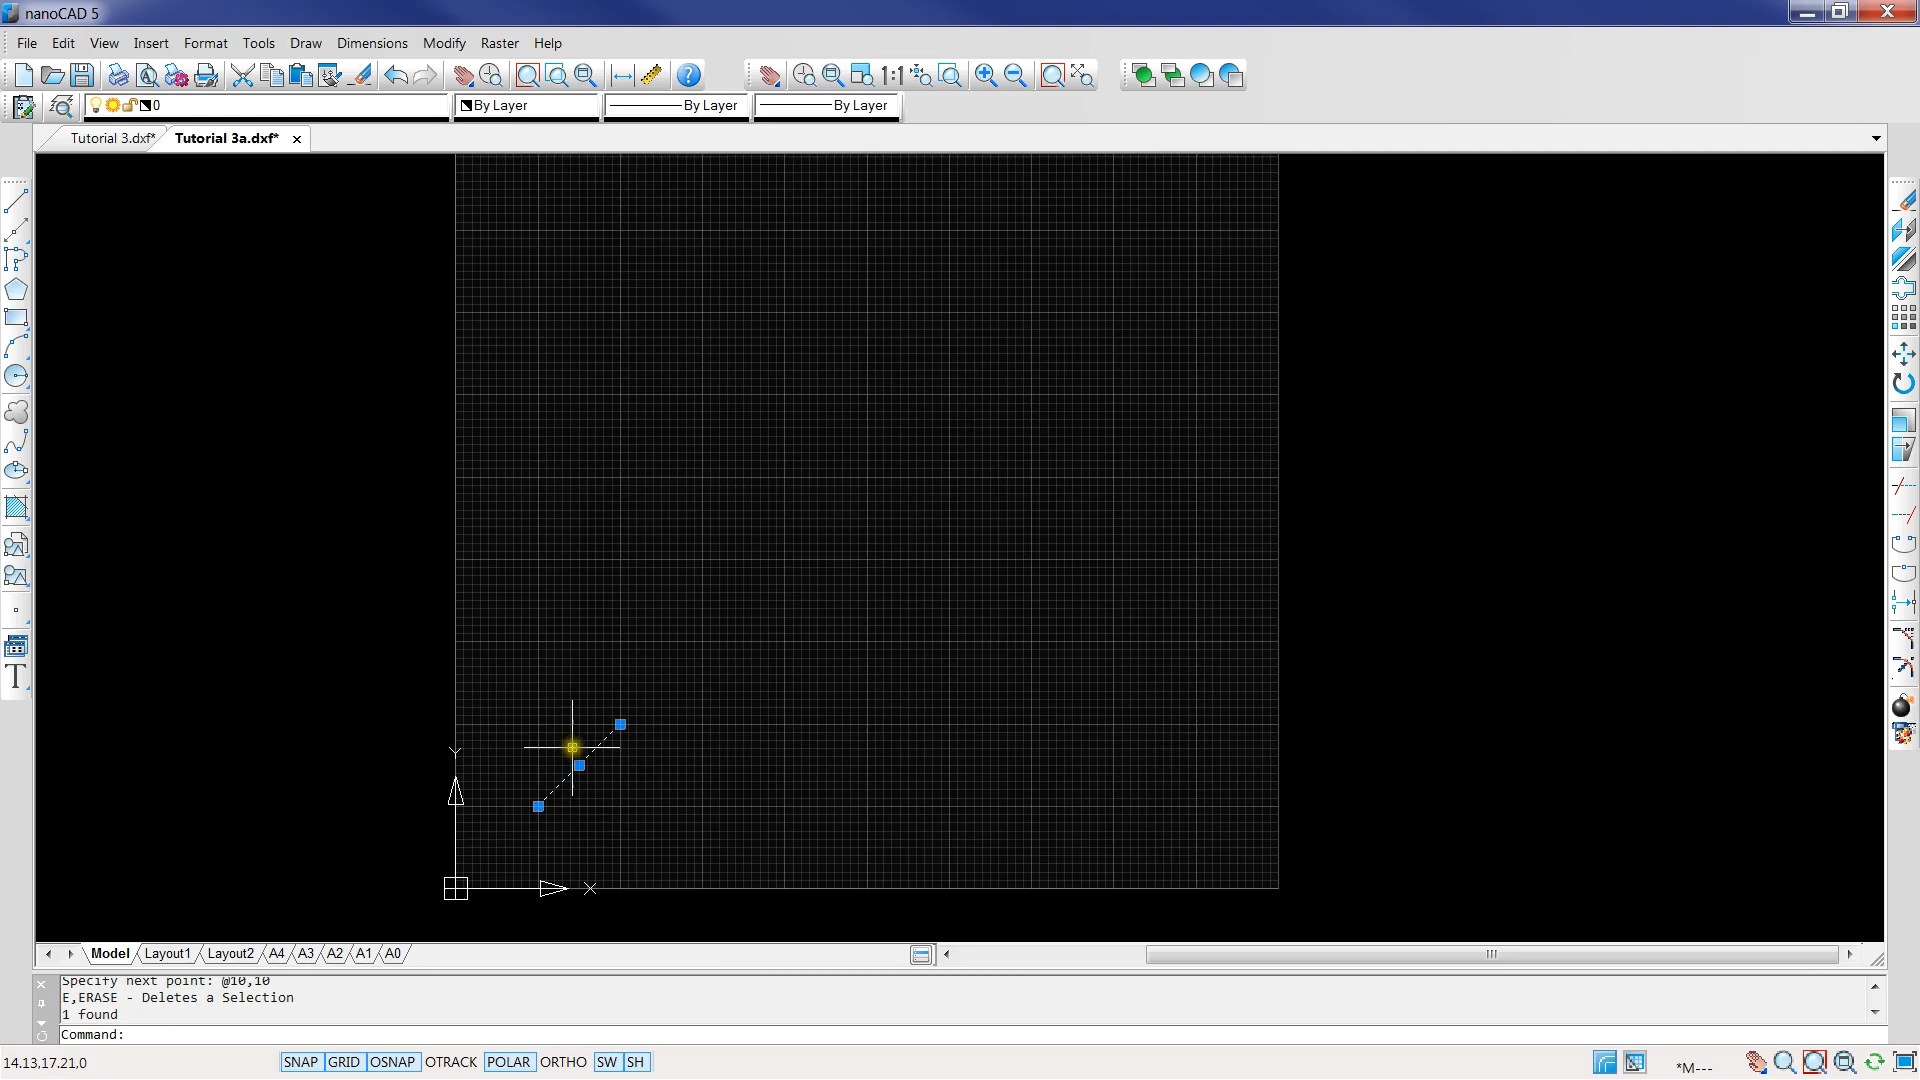 nanoCAD 5
File Edit View Insert Format Tools Draw Dimensions Modify Raster Help
1:1
0 By Layer By Layer By Layer
Tutorial 3.dxf* Tutorial 3a.dxf*
Y
X
Model Layout1 Layout2 A4 A3 A2 A1 A0
Specify next point: @10,10
E,ERASE - Deletes a Selection
1 found
Command:
14.13,17.21,0 SNAP GRID OSNAP OTRACK POLAR ORTHO SW SH *M---